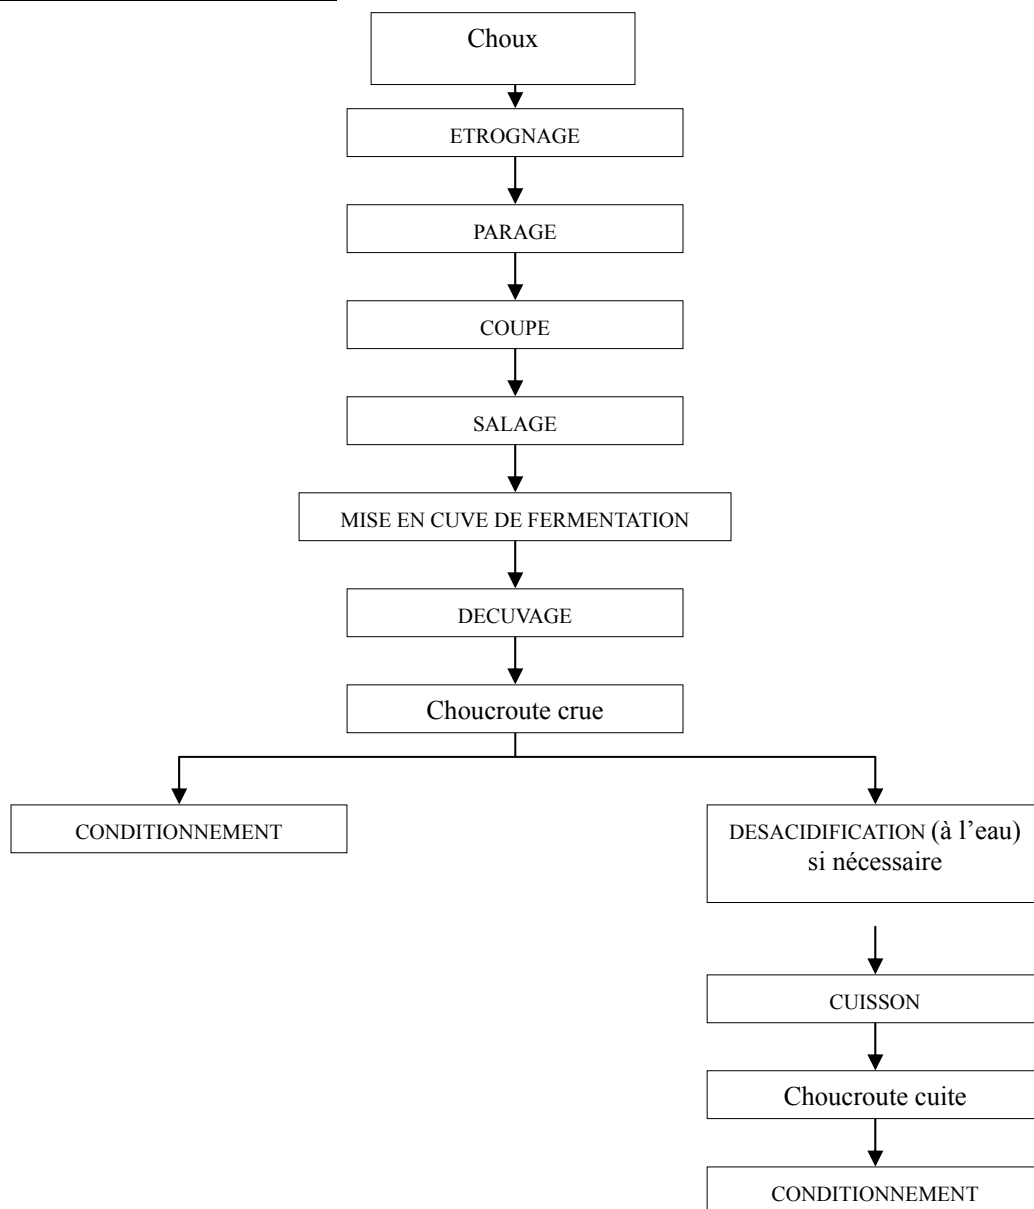 Choux
ETROGNAGE
PARAGE
COUPE
SALAGE
MISE EN CUVE DE FERMENTATION
DECUVAGE
Choucroute crue
CONDITIONNEMENT
DESACIDIFICATION (à l’eau)
si nécessaire
CUISSON
Choucroute cuite
CONDITIONNEMENT